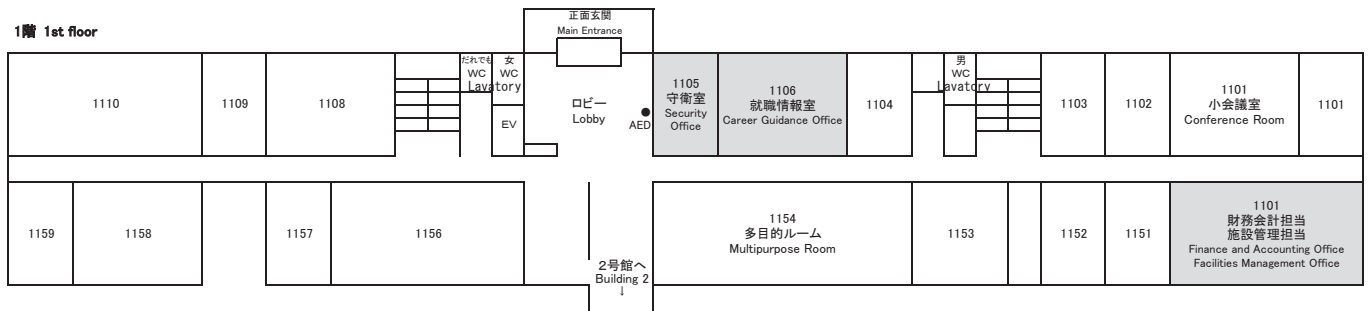 1階 1st floor
正面玄関
Main Entrance
1110
1109
1108
だれでも
WC
女
WC
Lavatory
EV
ロビー
Lobby
AED
1105
守衛室
Security
Office
1106
就職情報室
Career Guidance Office
1104
男
WC
Lavatory
1103
1102
1101
小会議室
Conference Room
1101
1159
1158
1157
1156
2号館へ
Building 2
↓
1154
多目的ルーム
Multipurpose Room
1153
1152
1151
1101
財務会計担当
施設管理担当
Finance and Accounting Office
Facilities Management Office